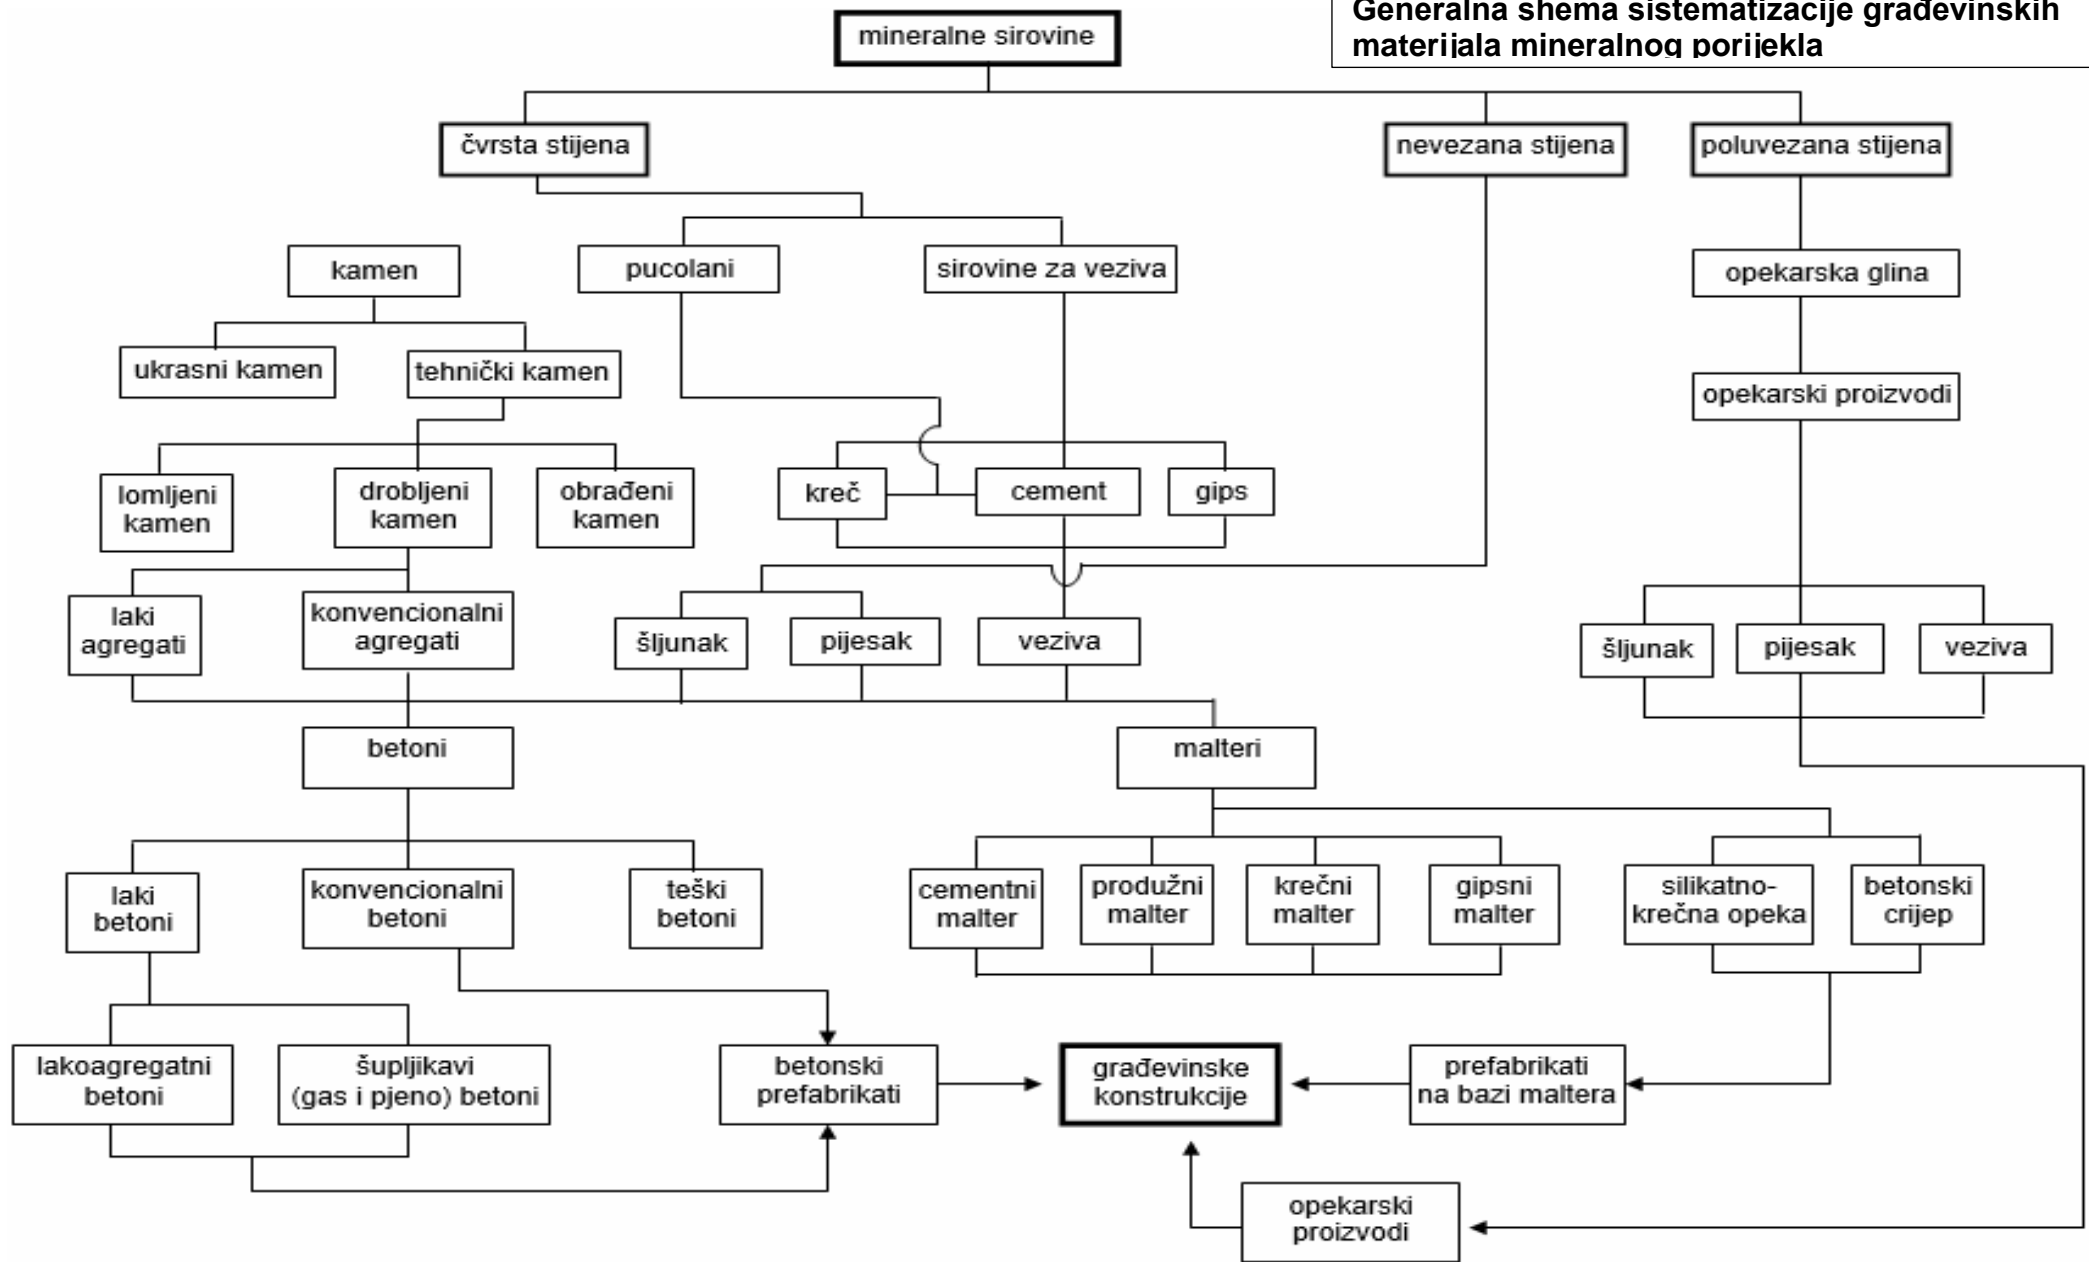 Generalna shema sistematizacije građevinskih
materijala mineralnog porijekla
mineralne sirovine
čvrsta stijena
nevezana stijena
poluvezana stijena
kamen
pucolani
sirovine za veziva
opekarska glina
ukrasni kamen
tehnički kamen
opekarski proizvodi
lomljeni
kamen
drobljeni
kamen
obrađeni
kamen
kreč
cement
gips
laki
agregati
konvencionalni
agregati
šljunak
pijesak
veziva
šljunak
pijesak
veziva
betoni
malteri
laki
betoni
konvencionalni
betoni
teški
betoni
cementni
malter
produžni
malter
krečni
malter
gipsni
malter
silikatno-
krečna opeka
betonski
crijep
lakoagregatni
betoni
šupljikavi
(gas i pjeno) betoni
betonski
prefabrikati
građevinske
konstrukcije
prefabrikati
na bazi maltera
opekarski
proizvodi